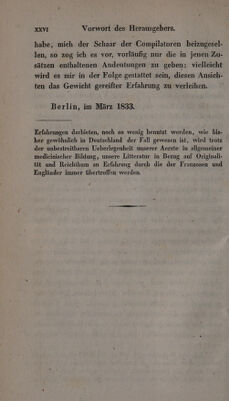 XXVI Vorwort des Herausgebers.
habe, mich der Schaar der Compilatoren beizugesel-
len, so zog ich es vor, vorläufig nur die in jenen Zu-
sätzen enthaltenen Andeutungen zu geben; vielleicht
wird es mir in der Folge gestattet sein, diesen Ansich-
ten das Gewicht gereifter Erfahrung zu verleihen.
Berlin, im März 1833.
Erfahrungen darbieten, noch so wenig benutzt werden, wie bis-
her gewöhnlich in Deutschland der Fall gewesen ist, wird trotz
der unbestreitbaren Ueberlegenheit unserer Aerzte in allgemeiner
medicinischer Bildung, unsere Litteratur in Bezug auf Originali-
tät und Reichthum an Erfahrung durch die der Franzosen und
Engländer immer übertroffen werden.